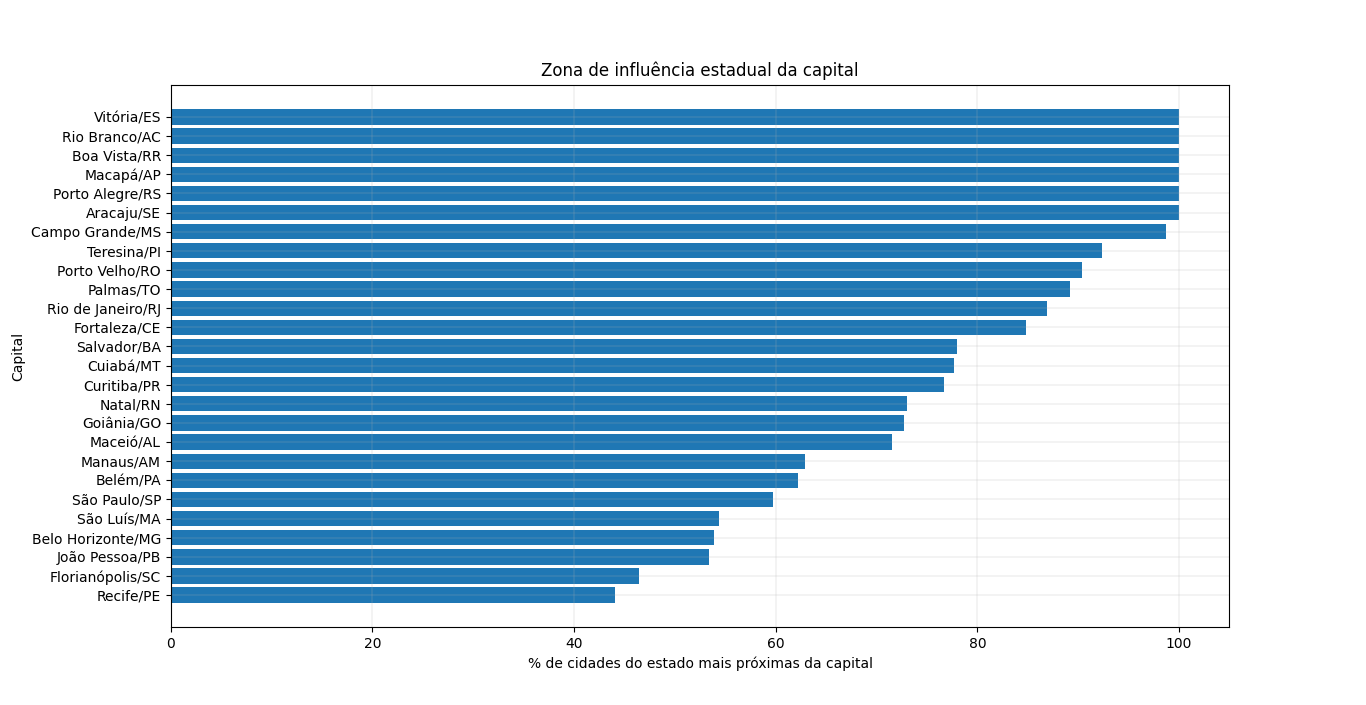 Zona de influência estadual da capital
Capital
Vitória/ES
Rio Branco/AC
Boa Vista/RR
Macapá/AP
Porto Alegre/RS
Aracaju/SE
Campo Grande/MS
Teresina/PI
Porto Velho/RO
Palmas/TO
Rio de Janeiro/RJ
Fortaleza/CE
Salvador/BA
Cuiabá/MT
Curitiba/PR
Natal/RN
Goiânia/GO
Maceió/AL
Manaus/AM
Belém/PA
São Paulo/SP
São Luís/MA
Belo Horizonte/MG
João Pessoa/PB
Florianópolis/SC
Recife/PE
0 20 40 60 80 100
% de cidades do estado mais próximas da capital